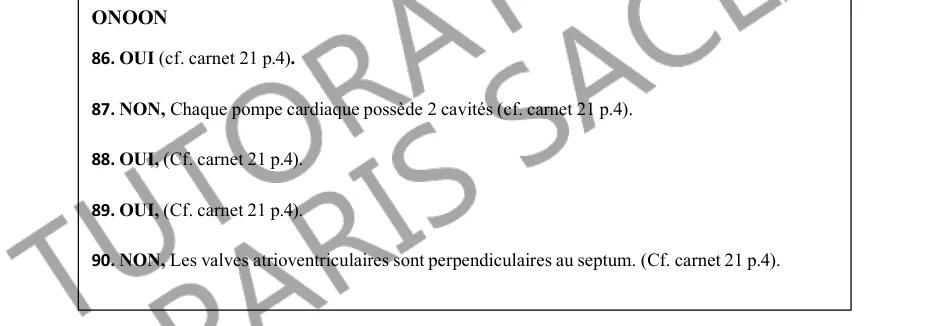 ONOON
86. OUI (cf. carnet 21 p.4).
87. NON, Chaque pompe cardiaque possède 2 cavités (cf. carnet 21 p.4).
88. OUI, (Cf. carnet 21 p.4).
89. OUI, (Cf. carnet 21 p.4).
90. NON, Les valves atrioventriculaires sont perpendiculaires au septum. (Cf. carnet 21 p.4).
TUTORAT
PARIS SACLA